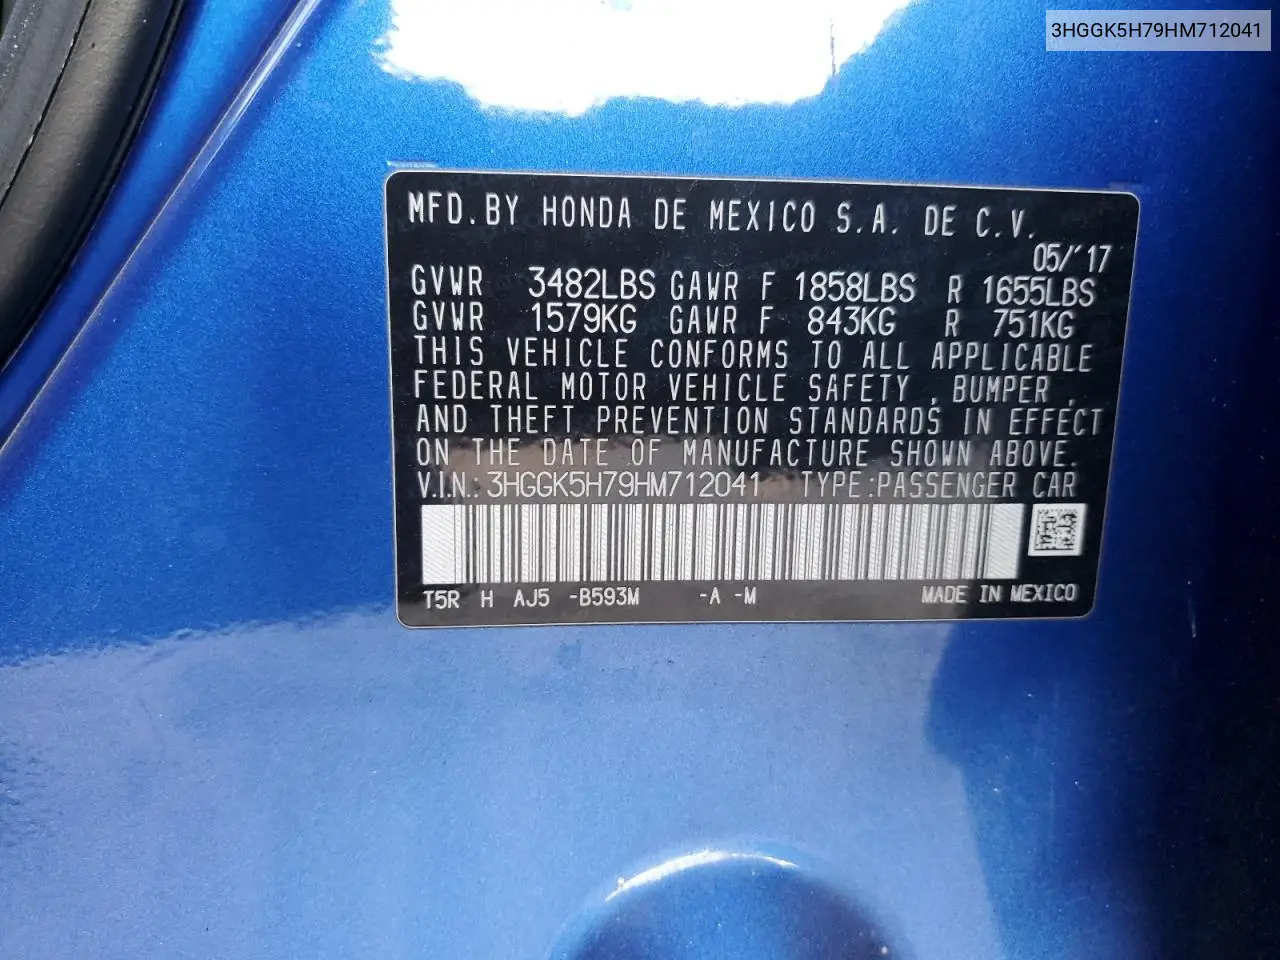 3HGGK5H79HM712041
MFD.BY HONDA DE MEXICO S.A. DE C.V.
05/'17
GVWR 3482LBS GAWR F 1858LBS R 1655LBS
GVWR 1579KG GAWR F 843KG R 751KG
THIS VEHICLE CONFORMS TO ALL APPLICABLE
FEDERAL MOTOR VEHICLE SAFETY , BUMPER ,
AND THEFT PREVENTION STANDARDS IN EFFECT
ON THE DATE OF MANUFACTURE SHOWN ABOVE.
V.I.N.: 3HGGK5H79HM712041 TYPE:PASSENGER CAR
T5R H AJ5 -B593M -A -M MADE IN MEXICO